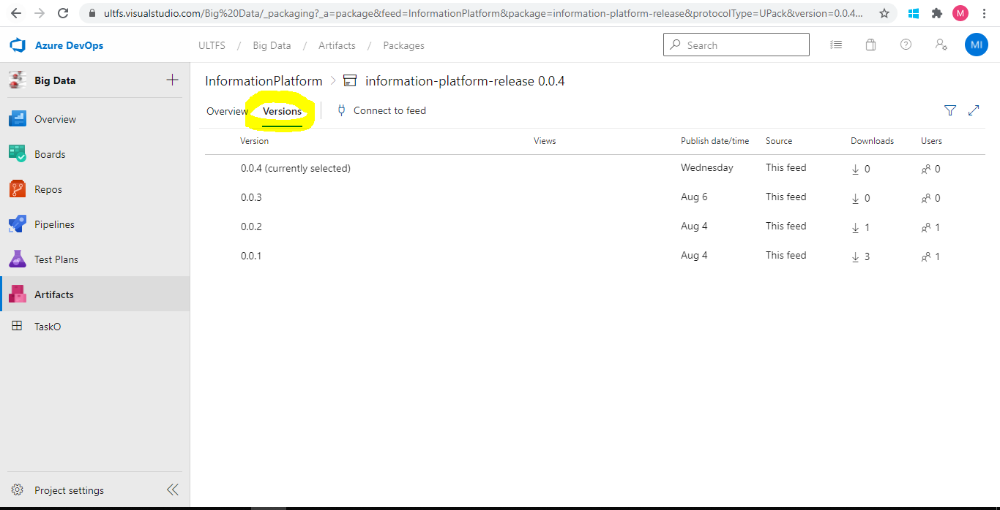 ultfs.visualstudio.com/Big%20Data/_packaging?_a=package&feed=InformationPlatform&package=information-platform-release&protocolType=UPack&version=0.0.4...
M
Azure DevOps
ULTFS / Big Data / Artifacts / Packages
Search
MI
Big Data
InformationPlatform > information-platform-release 0.0.4
Overview
Versions
Connect to feed
Version Views Publish date/time Source Downloads Users
0.0.4 (currently selected) Wednesday This feed 0 0
0.0.3 Aug 6 This feed 0 0
0.0.2 Aug 4 This feed 1 1
0.0.1 Aug 4 This feed 3 1
Overview
Boards
Repos
Pipelines
Test Plans
Artifacts
TaskO
Project settings